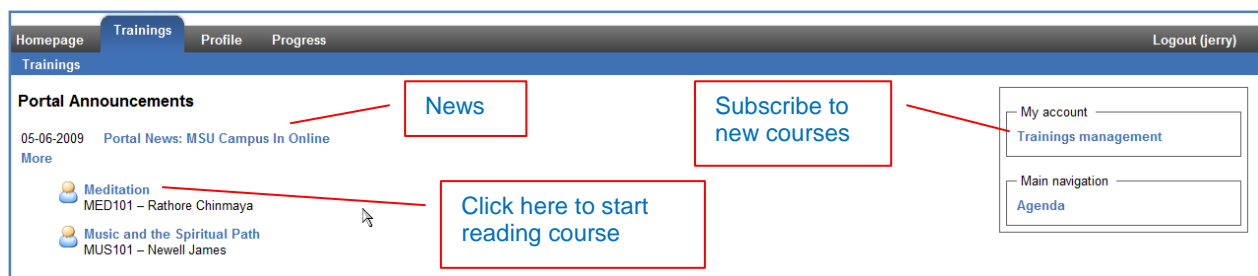 Homepage Trainings Profile Progress Logout (jerry)
Trainings
Portal Announcements
05-06-2009 Portal News: MSU Campus In Online
More
Meditation
MED101 – Rathore Chinmaya
Music and the Spiritual Path
MUS101 – Newell James
News
Click here to start
reading course
Subscribe to
new courses
My account
Trainings management
Main navigation
Agenda